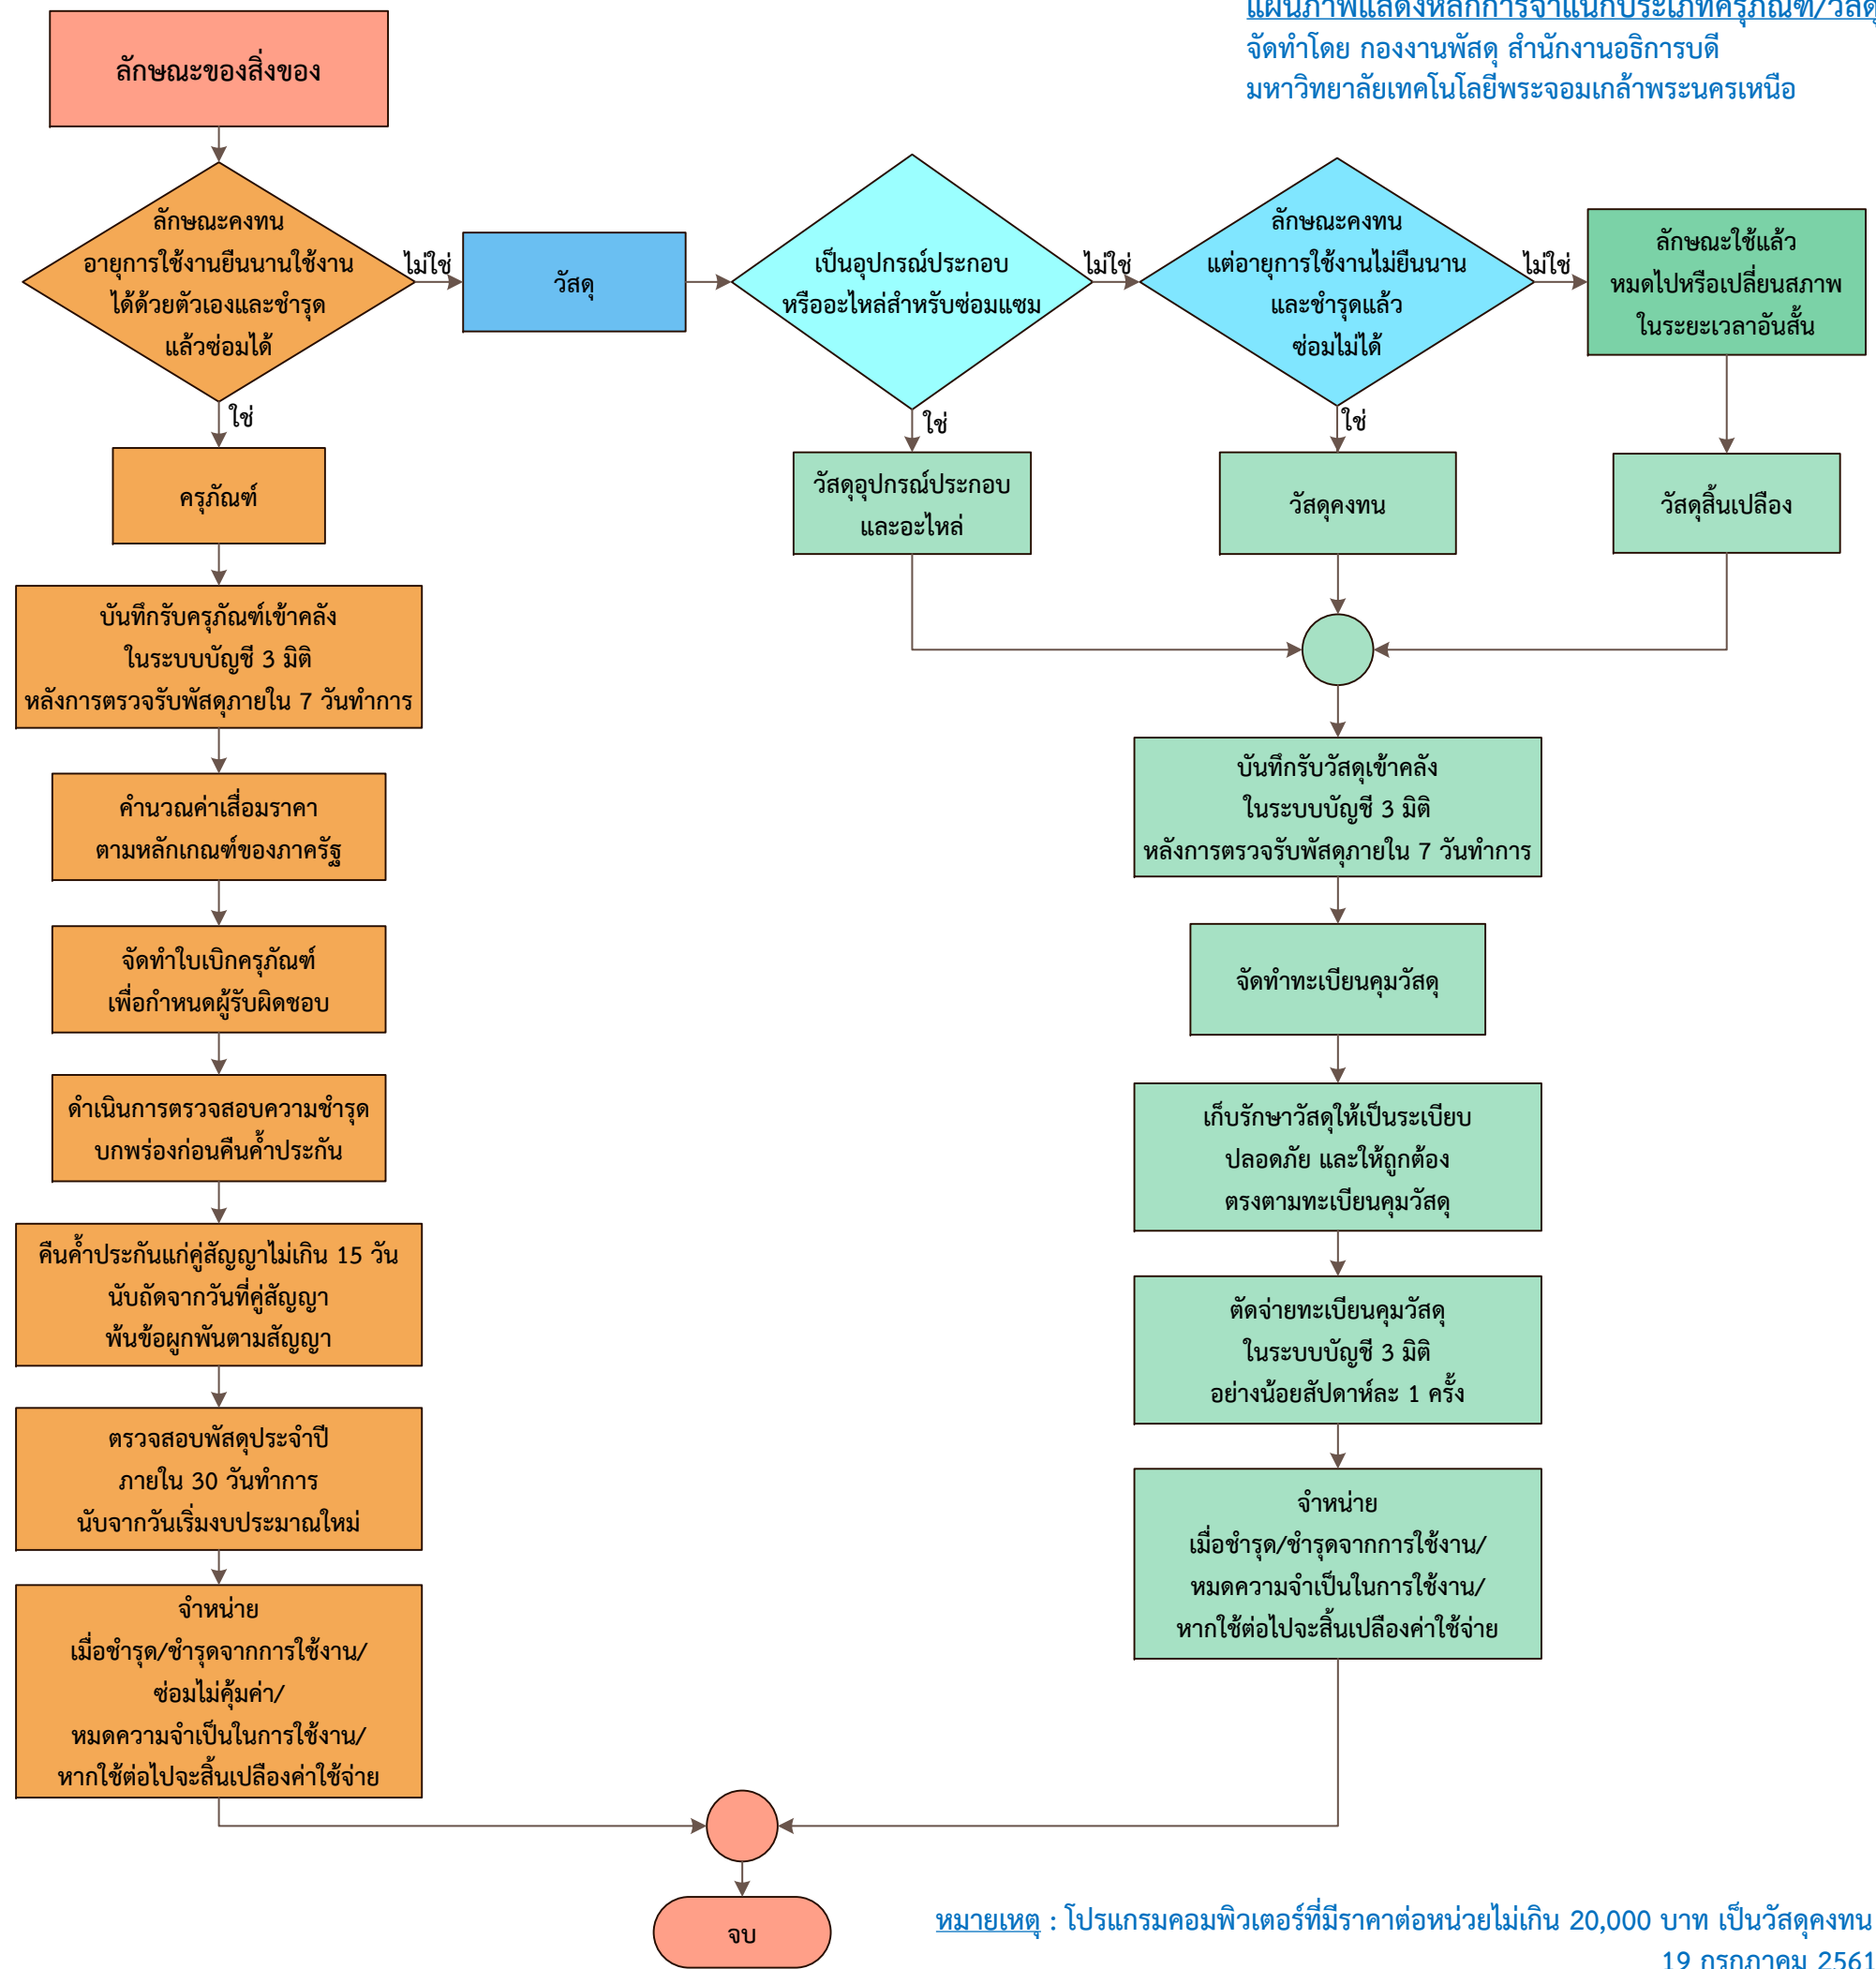 แผนภาพแสดงหลักการจำแนกประเภทครุภัณฑ์/วัสดุ
จัดทำโดย กองงานพัสดุ สำนักงานอธิการบดี
มหาวิทยาลัยเทคโนโลยีพระจอมเกล้าพระนครเหนือ
ลักษณะของสิ่งของ
ลักษณะคงทน
อายุการใช้งานยืนนานใช้งาน
ได้ด้วยตัวเองและชำรุด
แล้วซ่อมได้
ไม่ใช่
วัสดุ
เป็นอุปกรณ์ประกอบ
หรืออะไหล่สำหรับซ่อมแซม
ไม่ใช่
ลักษณะคงทน
แต่อายุการใช้งานไม่ยืนนาน
และชำรุดแล้ว
ซ่อมไม่ได้
ไม่ใช่
ลักษณะใช้แล้ว
หมดไปหรือเปลี่ยนสภาพ
ในระยะเวลาอันสั้น
ใช่
ใช่
ใช่
ครุภัณฑ์
วัสดุอุปกรณ์ประกอบ
และอะไหล่
วัสดุคงทน
วัสดุสิ้นเปลือง
บันทึกรับครุภัณฑ์เข้าคลัง
ในระบบบัญชี 3 มิติ
หลังการตรวจรับพัสดุภายใน 7 วันทำการ
คำนวณค่าเสื่อมราคา
ตามหลักเกณฑ์ของภาครัฐ
จัดทำใบเบิกครุภัณฑ์
เพื่อกำหนดผู้รับผิดชอบ
ดำเนินการตรวจสอบความชำรุด
บกพร่องก่อนคืนค้ำประกัน
คืนค้ำประกันแก่คู่สัญญาไม่เกิน 15 วัน
นับถัดจากวันที่คู่สัญญา
พ้นข้อผูกพันตามสัญญา
ตรวจสอบพัสดุประจำปี
ภายใน 30 วันทำการ
นับจากวันเริ่มงบประมาณใหม่
จำหน่าย
เมื่อชำรุด/ชำรุดจากการใช้งาน/
ซ่อมไม่คุ้มค่า/
หมดความจำเป็นในการใช้งาน/
หากใช้ต่อไปจะสิ้นเปลืองค่าใช้จ่าย
บันทึกรับวัสดุเข้าคลัง
ในระบบบัญชี 3 มิติ
หลังการตรวจรับพัสดุภายใน 7 วันทำการ
จัดทำทะเบียนคุมวัสดุ
เก็บรักษาวัสดุให้เป็นระเบียบ
ปลอดภัย และให้ถูกต้อง
ตรงตามทะเบียนคุมวัสดุ
ตัดจ่ายทะเบียนคุมวัสดุ
ในระบบบัญชี 3 มิติ
อย่างน้อยสัปดาห์ละ 1 ครั้ง
จำหน่าย
เมื่อชำรุด/ชำรุดจากการใช้งาน/
หมดความจำเป็นในการใช้งาน/
หากใช้ต่อไปจะสิ้นเปลืองค่าใช้จ่าย
จบ
หมายเหตุ : โปรแกรมคอมพิวเตอร์ที่มีราคาต่อหน่วยไม่เกิน 20,000 บาท เป็นวัสดุคงทน
19 กรกฎาคม 2561